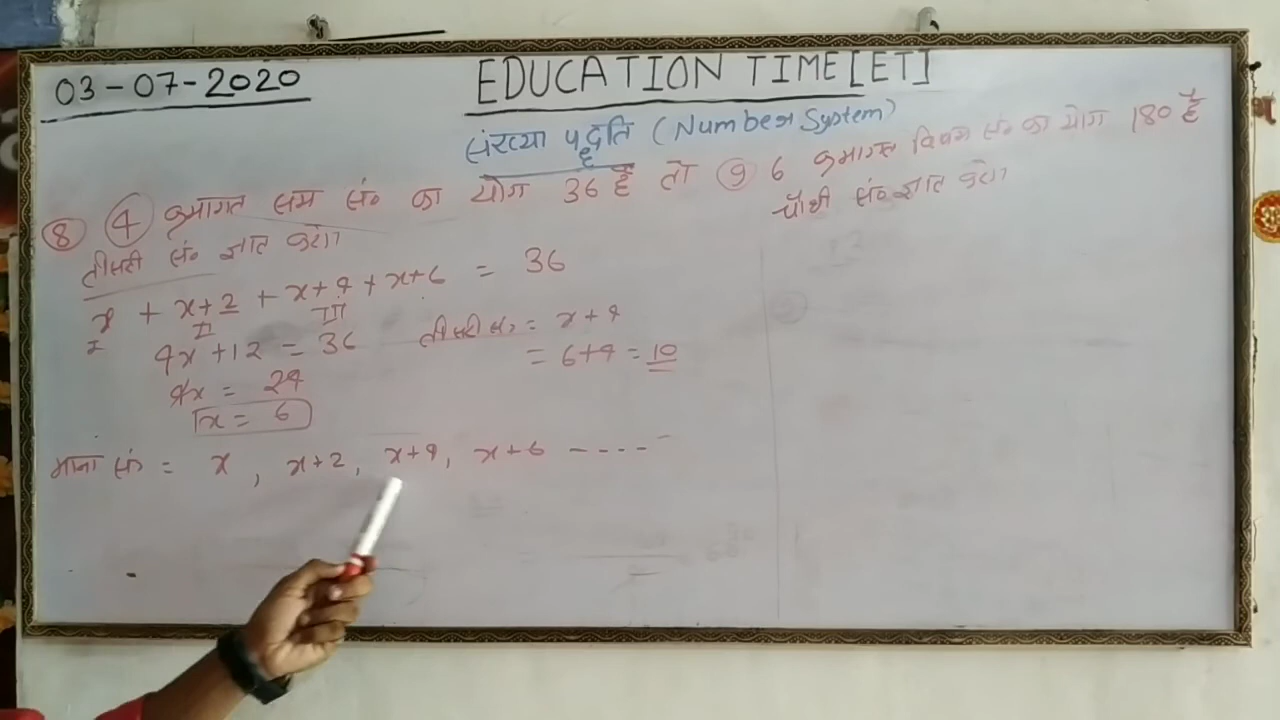 03-07-2020
EDUCATION TIME[ET]
संख्या पद्धति (Number System)
⑧ ④ क्रमागत सम सं० का योग 36 है तो
तीसरी सं० ज्ञात करो।
x + x+2 + x+4 + x+6 = 36
I II III
4x+12 = 36
4x = 24
x = 6
तीसरी सं० = x+4
= 6+4 = 10
माना सं० = x, x+2, x+4, x+6 -----
⑨ 6 क्रमागत विषम सं० का योग 180 है
चौथी सं० ज्ञात करो।